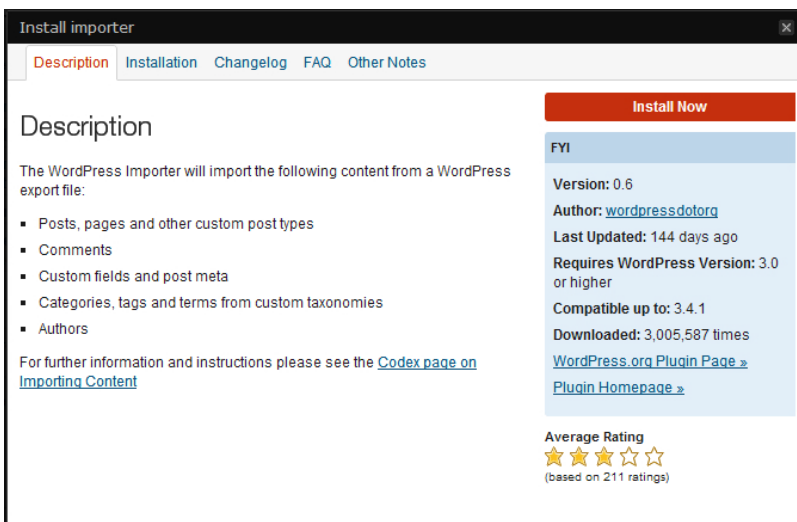 Install importer
Description Installation Changelog FAQ Other Notes
Description
The WordPress Importer will import the following content from a WordPress
export file:
Posts, pages and other custom post types
Comments
Custom fields and post meta
Categories, tags and terms from custom taxonomies
Authors
For further information and instructions please see the Codex page on
Importing Content
Install Now
FYI
Version: 0.6
Author: wordpressdotorg
Last Updated: 144 days ago
Requires WordPress Version: 3.0
or higher
Compatible up to: 3.4.1
Downloaded: 3,005,587 times
WordPress.org Plugin Page »
Plugin Homepage »
Average Rating
(based on 211 ratings)